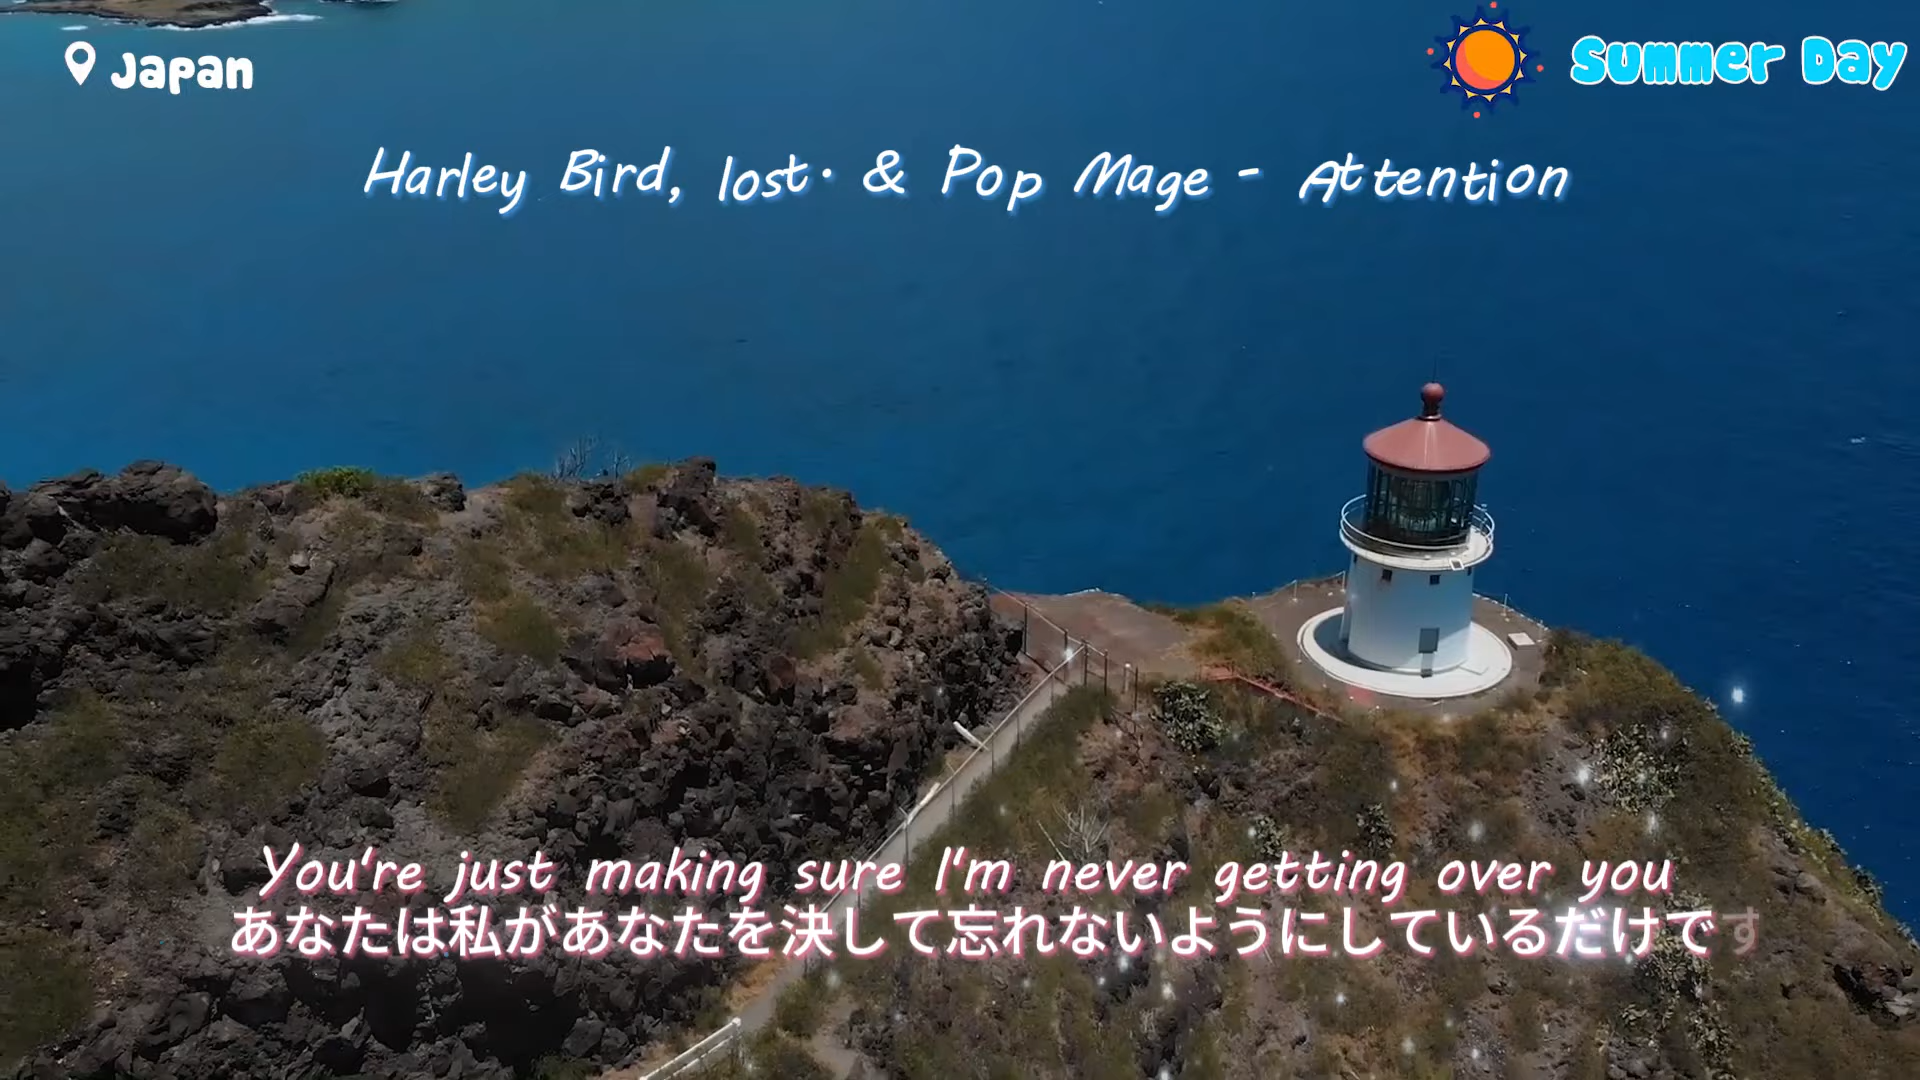 Japan
Summer Day
Harley Bird, lost. & Pop Mage - Attention
You're just making sure I'm never getting over you
あなたは私があなたを決して忘れないようにしているだけです